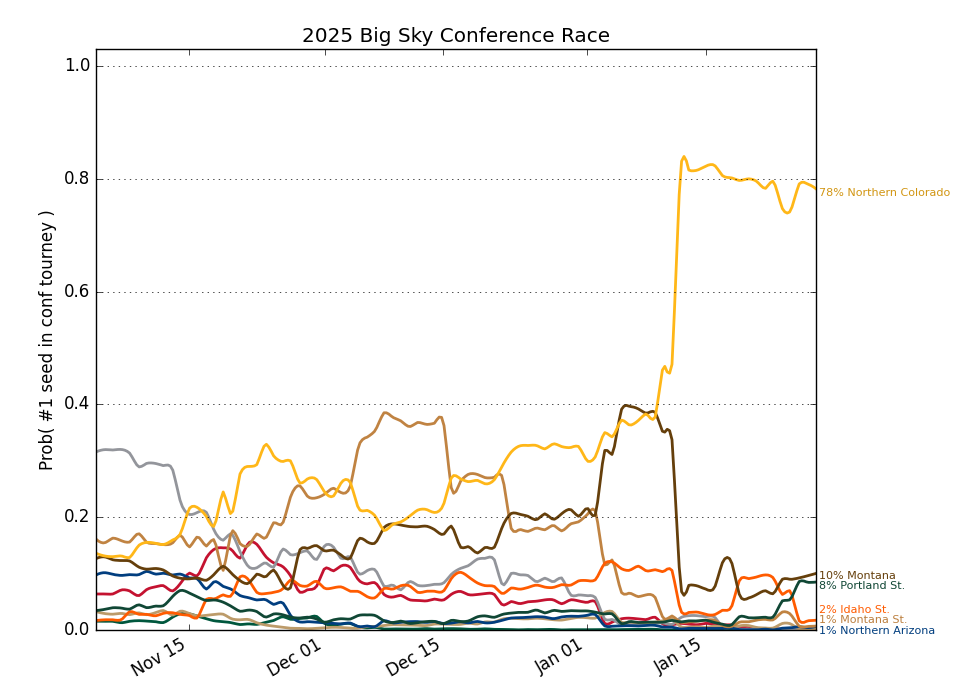 2025 Big Sky Conference Race
Prob( #1 seed in conf tourney )
1.0
0.8
0.6
0.4
0.2
0.0
Nov 15
Dec 01
Dec 15
Jan 01
Jan 15
78% Northern Colorado
10% Montana
8% Portland St.
2% Idaho St.
1% Montana St.
1% Northern Arizona